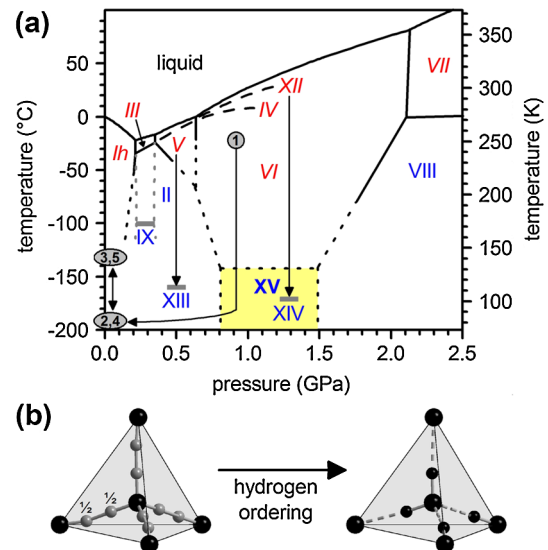 (a)
liquid
III
Ih
V
XII
IV
VI
VII
VIII
II
IX
XIII
XV
XIV
1
3,5
2,4
50
0
-50
-100
-150
-200
temperature (°C)
350
300
250
200
150
100
temperature (K)
0.0 0.5 1.0 1.5 2.0 2.5
pressure (GPa)
(b)
½ ½
hydrogen
ordering